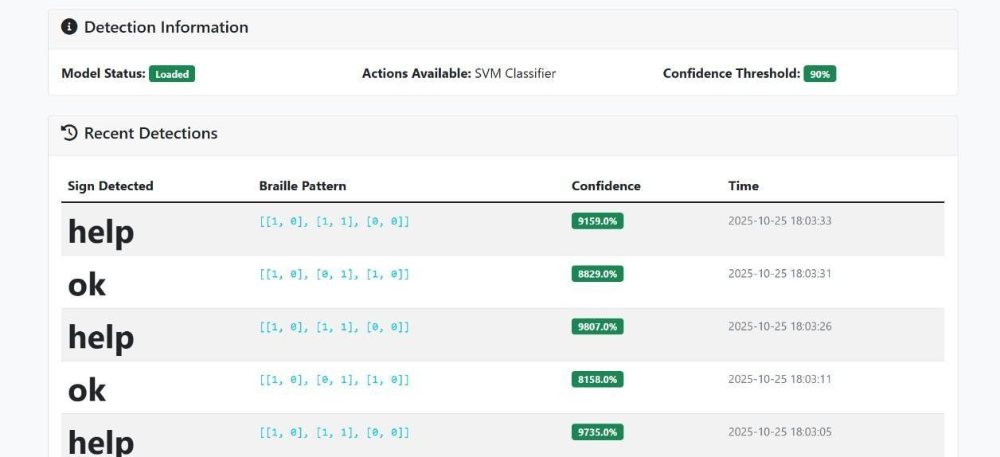 Detection Information
Model Status: Loaded Actions Available: SVM Classifier Confidence Threshold: 90%
Recent Detections
Sign Detected Braille Pattern Confidence Time
help [[1, 0], [1, 1], [0, 0]] 9159.0% 2025-10-25 18:03:33
ok [[1, 0], [0, 1], [1, 0]] 8829.0% 2025-10-25 18:03:31
help [[1, 0], [1, 1], [0, 0]] 9807.0% 2025-10-25 18:03:26
ok [[1, 0], [0, 1], [1, 0]] 8158.0% 2025-10-25 18:03:11
help [[1, 0], [1, 1], [0, 0]] 9735.0% 2025-10-25 18:03:05